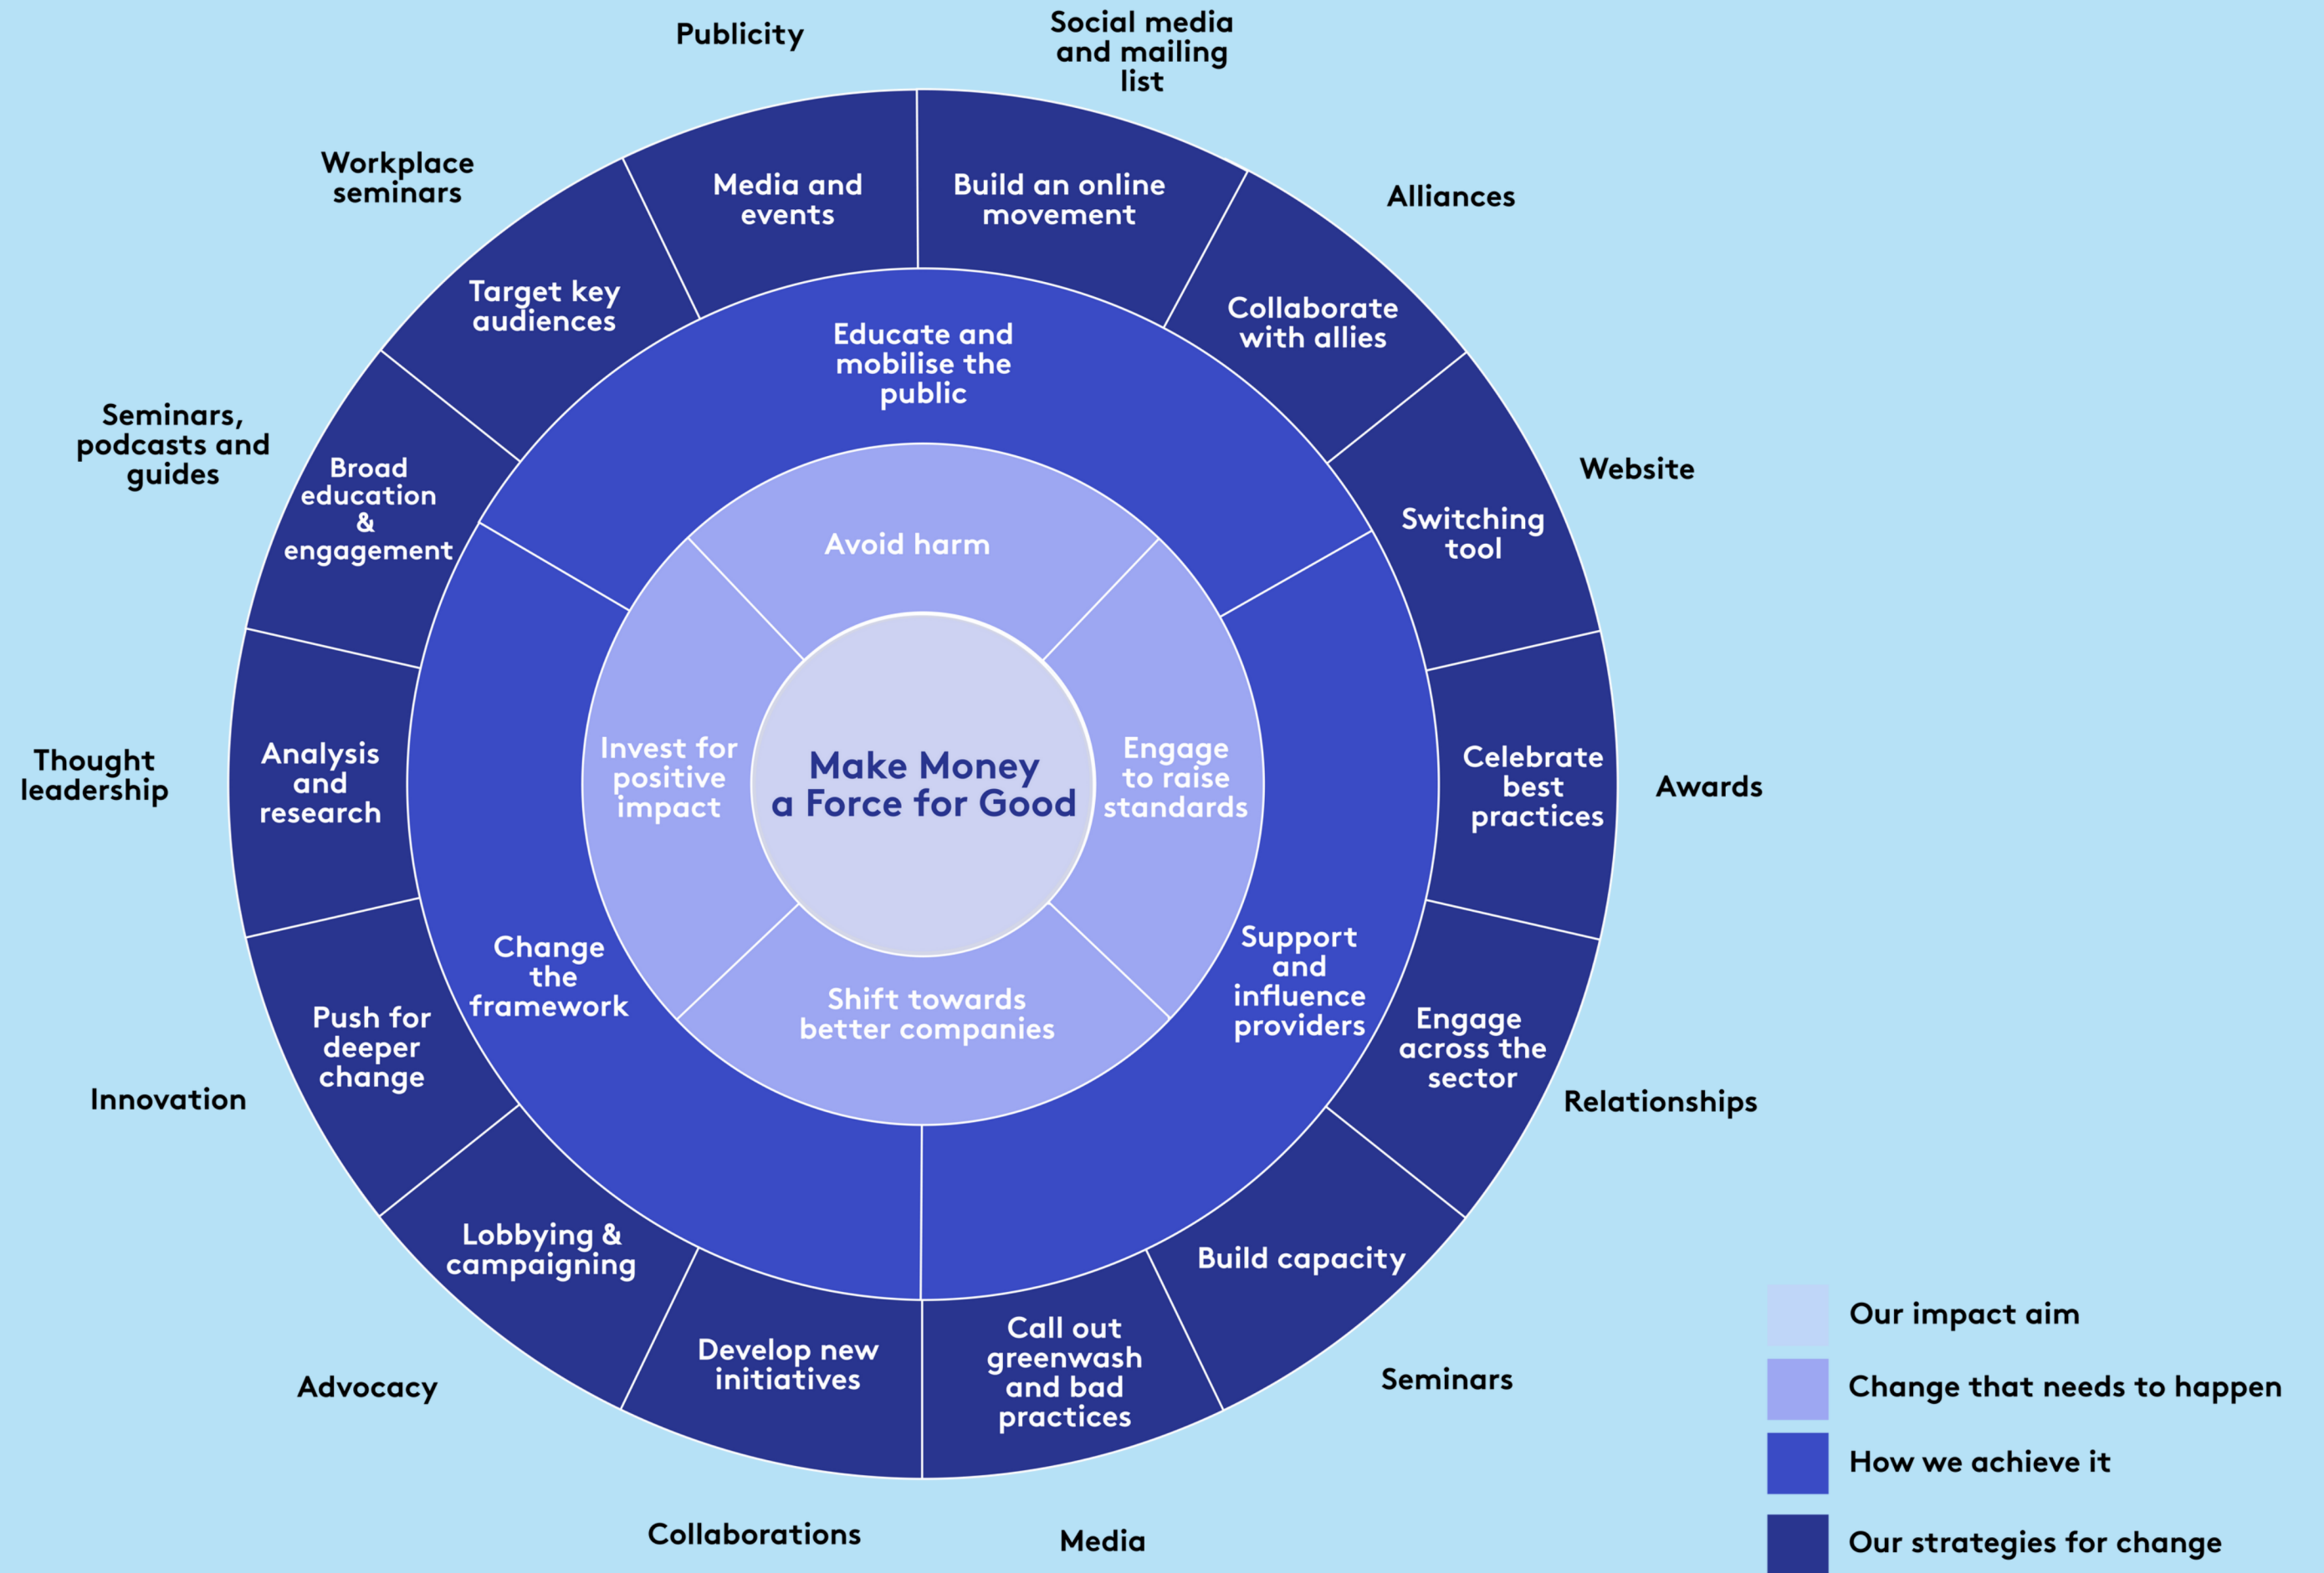 Publicity
Social media
and mailing
list
Workplace
seminars
Alliances
Media and
events
Build an online
movement
Target key
audiences
Collaborate
with allies
Educate and
mobilise the
public
Seminars,
podcasts and
guides
Broad
education
&
engagement
Website
Switching
tool
Avoid harm
Thought
leadership
Analysis
and
research
Invest for
positive
impact
Make Money
a Force for Good
Engage
to raise
standards
Celebrate
best
practices
Awards
Change
the
framework
Shift towards
better companies
Support
and
influence
providers
Push for
deeper
change
Engage
across the
sector
Innovation
Relationships
Lobbying &
campaigning
Build capacity
Develop new
initiatives
Call out
greenwash
and bad
practices
Advocacy
Seminars
Collaborations
Media
Our impact aim
Change that needs to happen
How we achieve it
Our strategies for change